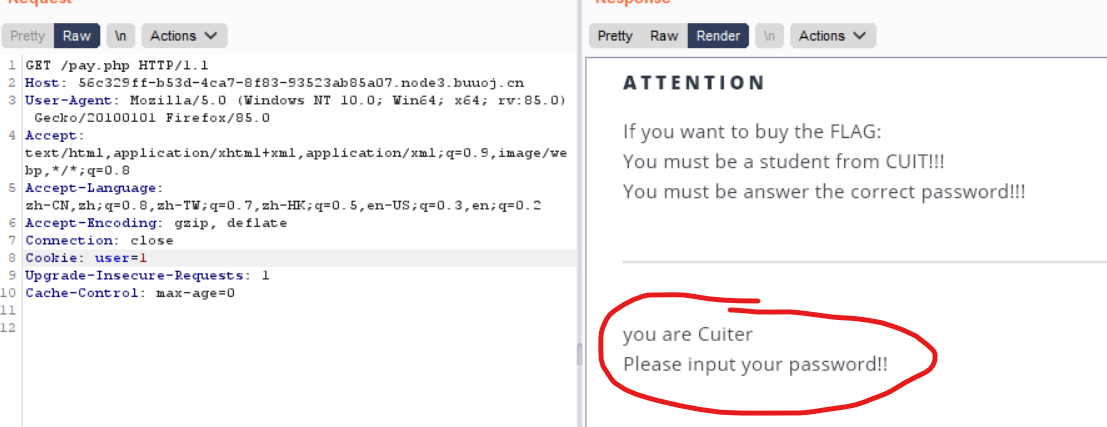 Request
Response
Pretty Raw \n Actions
Pretty Raw Render \n Actions
1 GET /pay.php HTTP/1.1
2 Host: 56c329ff-b53d-4ca7-8f83-93523ab85a07.node3.buuoj.cn
3 User-Agent: Mozilla/5.0 (Windows NT 10.0; Win64; x64; rv:85.0)
Gecko/20100101 Firefox/85.0
4 Accept:
text/html,application/xhtml+xml,application/xml;q=0.9,image/we
bp,*/*;q=0.8
5 Accept-Language:
zh-CN,zh;q=0.8,zh-TW;q=0.7,zh-HK;q=0.5,en-US;q=0.3,en;q=0.2
6 Accept-Encoding: gzip, deflate
7 Connection: close
8 Cookie: user=1
9 Upgrade-Insecure-Requests: 1
10 Cache-Control: max-age=0
11
12
ATTENTION
If you want to buy the FLAG:
You must be a student from CUIT!!!
You must be answer the correct password!!!
you are Cuiter
Please input your password!!